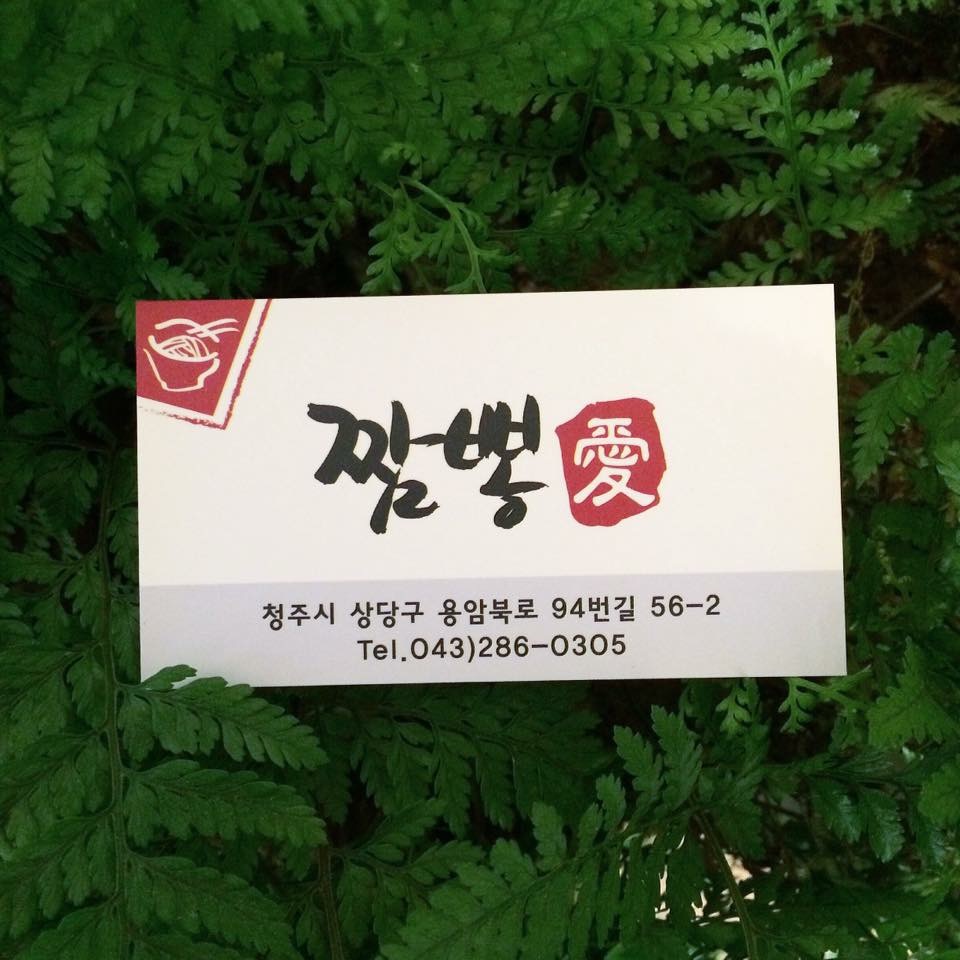 짬뽕 愛
청주시 상당구 용암북로 94번길 56-2
Tel.043)286-0305